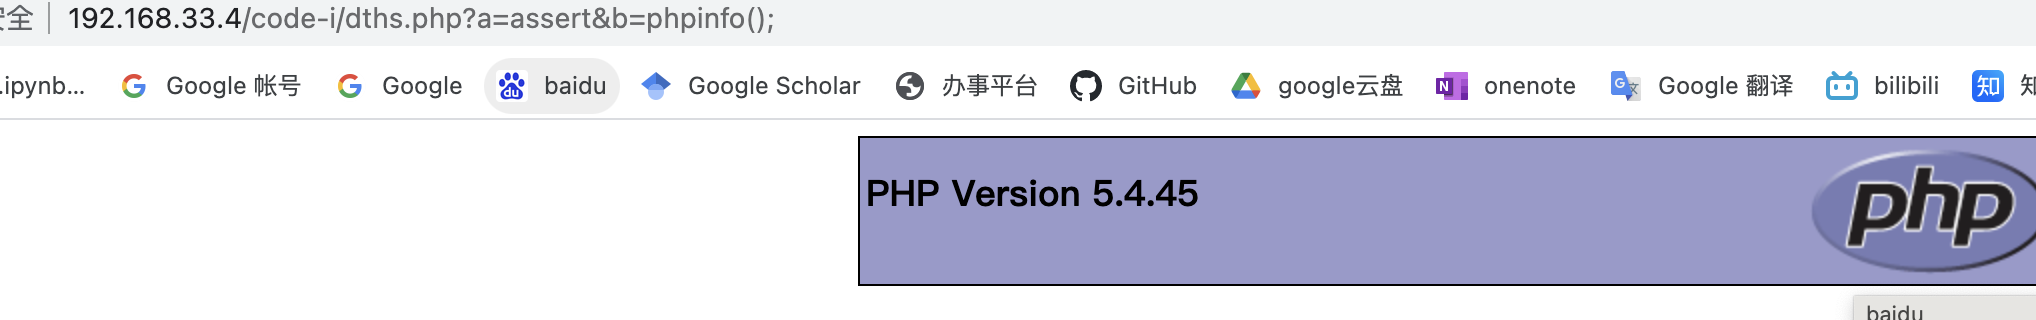 安全 192.168.33.4/code-i/dths.php?a=assert&b=phpinfo();
.ipynb... Google 帐号 Google du baidu Google Scholar 办事平台 GitHub google云盘 N onenote G 文 Google 翻译 bilibili 知
PHP Version 5.4.45
php
baidu